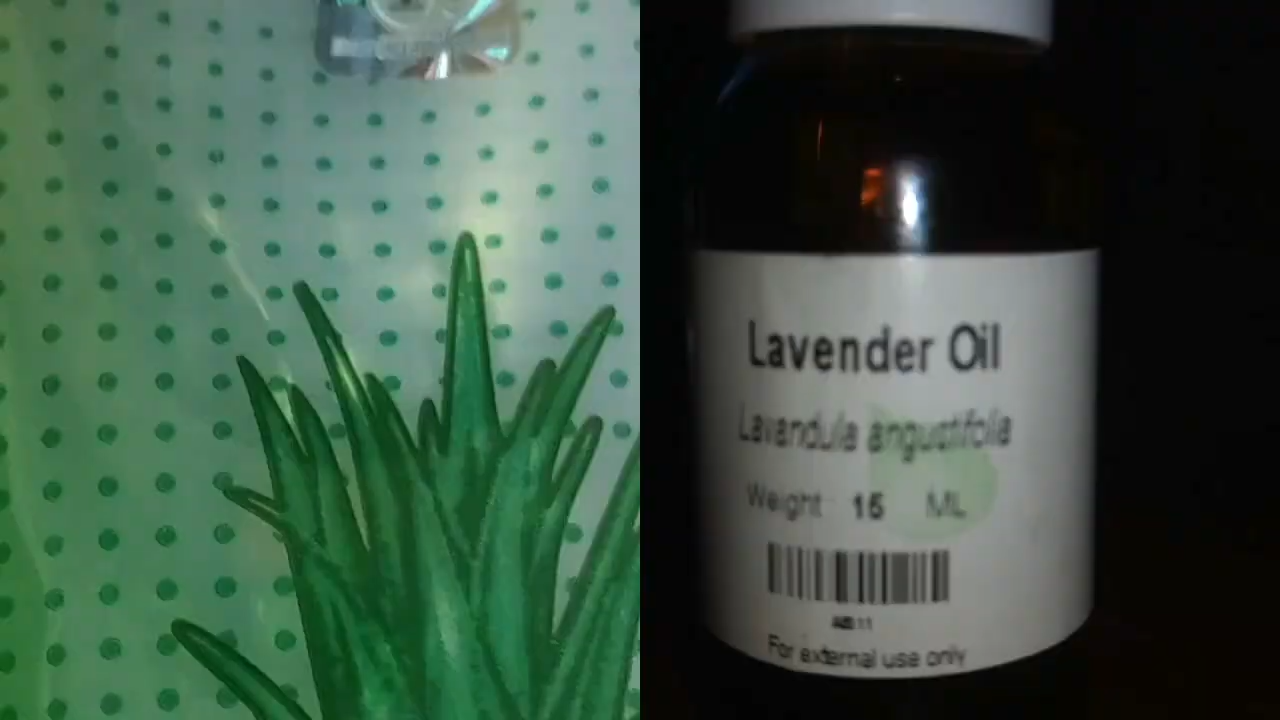 Lavender Oil
Lavandula angustifolia
Weight 15 ML
For external use only